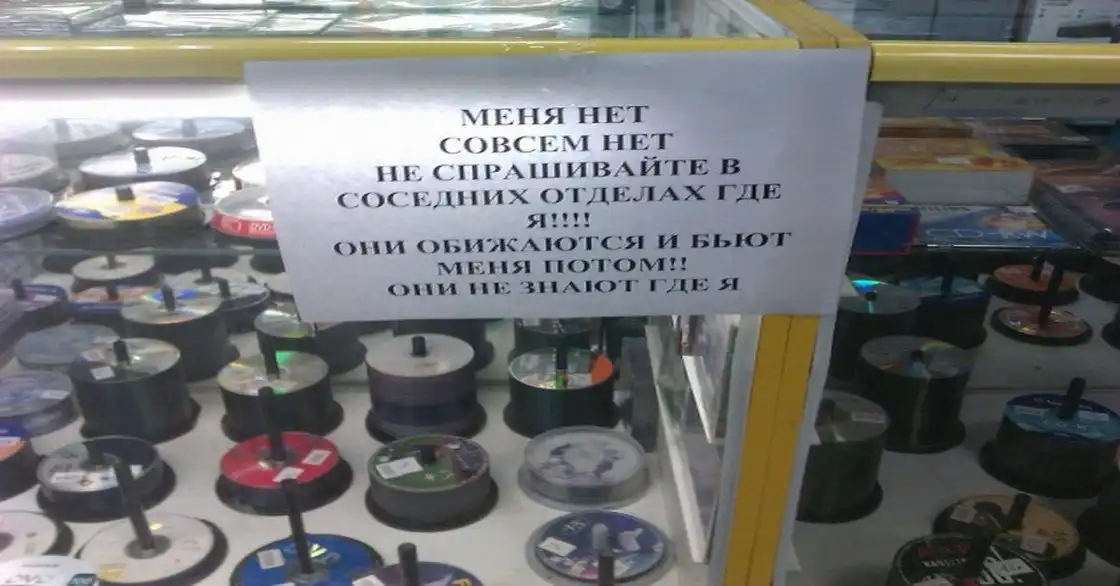 МЕНЯ НЕТ
СОВСЕМ НЕТ
НЕ СПРАШИВАЙТЕ В
СОСЕДНИХ ОТДЕЛАХ ГДЕ
Я!!!!
ОНИ ОБИЖАЮТСЯ И БЬЮТ
МЕНЯ ПОТОМ!!
ОНИ НЕ ЗНАЮТ ГДЕ Я